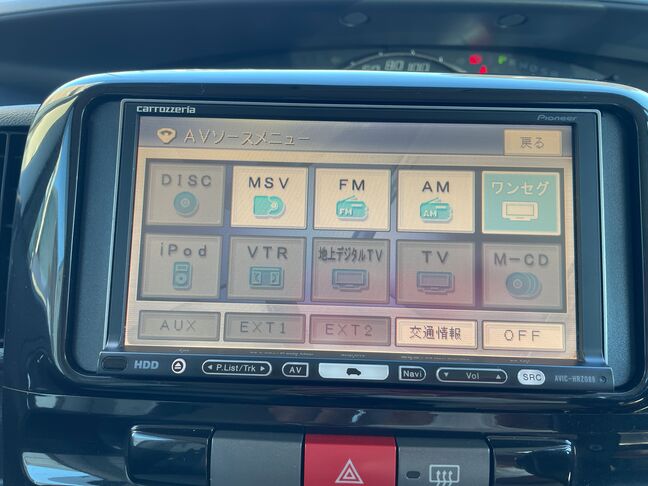 80 100
carrozzeria
Pioneer
AVソースメニュー
戻る
DISC MSV FM AM ワンセグ
FM AM
iPod VTR 地上デジタルTV TV M-CD
AUX EXT1 EXT2 交通情報 OFF
HDD P.List/Trk AV Navi Vol SRC